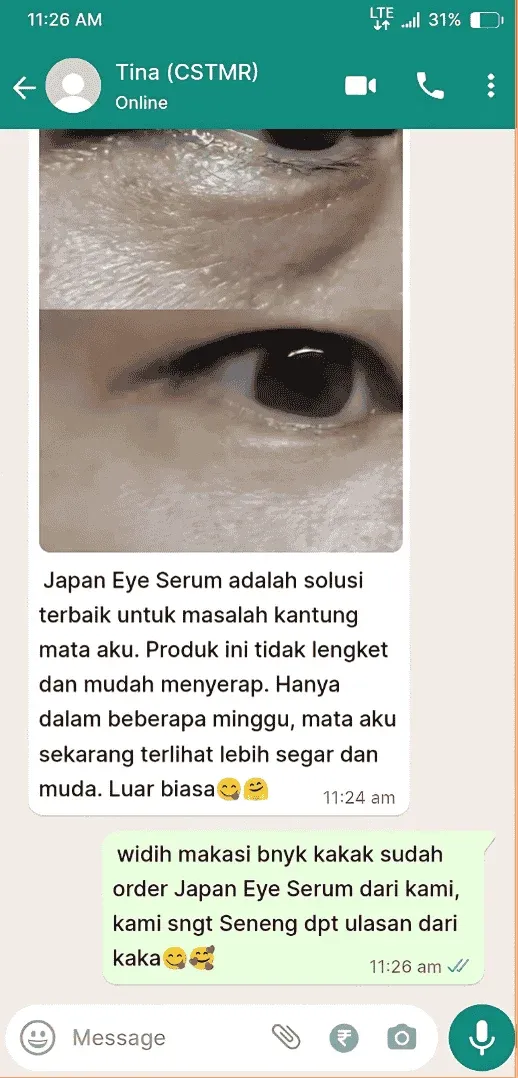 11:26 AM
LTE
31%
Tina (CSTMR)
Online
Japan Eye Serum adalah solusi
terbaik untuk masalah kantung
mata aku. Produk ini tidak lengket
dan mudah menyerap. Hanya
dalam beberapa minggu, mata aku
sekarang terlihat lebih segar dan
muda. Luar biasa😋🤗
11:24 am
widih makasi bnyk kakak sudah
order Japan Eye Serum dari kami,
kami sngt Seneng dpt ulasan dari
kaka😋🥰
11:26 am
Message
₹